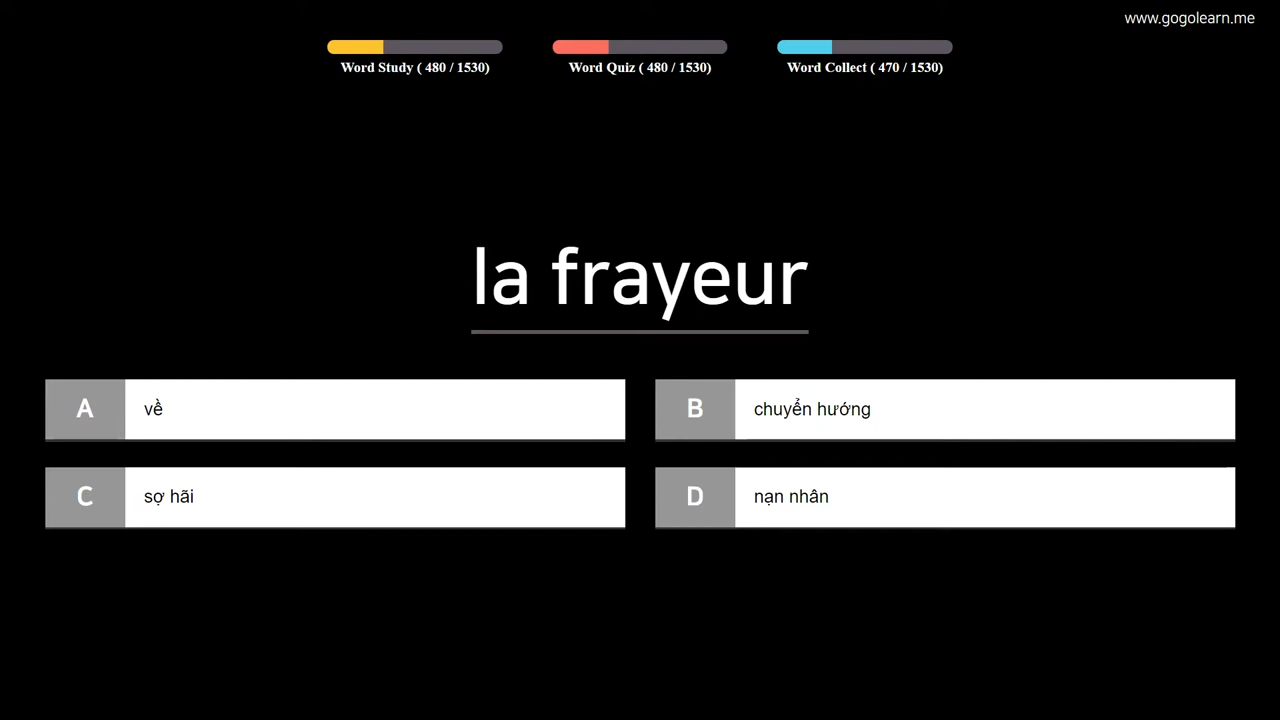 www.gogolearn.me
Word Study ( 480 / 1530)
Word Quiz ( 480 / 1530)
Word Collect ( 470 / 1530)
la frayeur
A về
B chuyển hướng
C sợ hãi
D nạn nhân